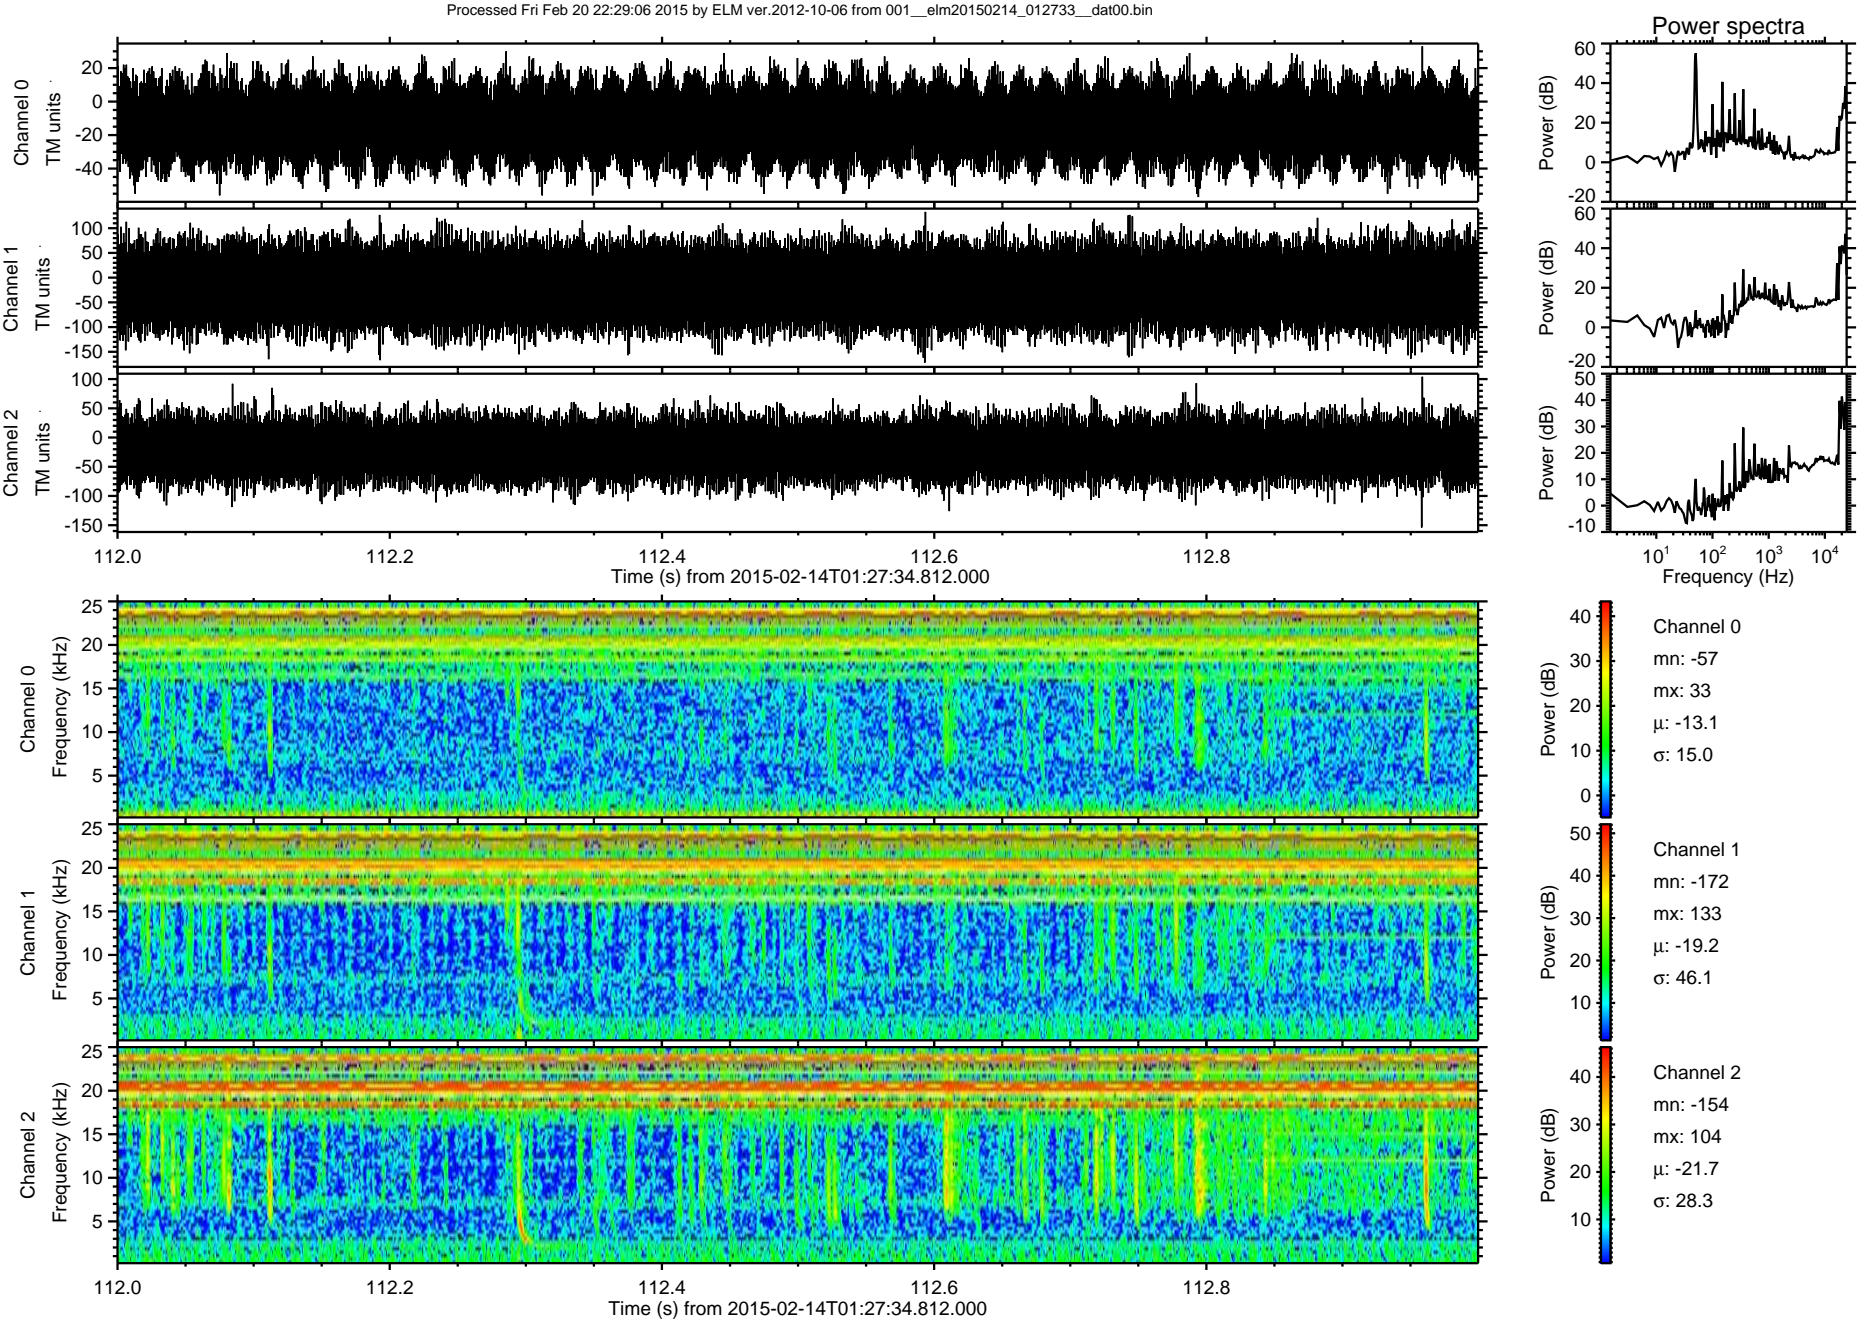 Processed Fri Feb 20 22:29:06 2015 by ELM ver.2012-10-06 from 001__elm20150214_012733__dat00.bin
Power spectra
Channel 0
TM units
20
0
-20
-40
Power (dB)
60
40
20
0
-20
Channel 1
TM units
100
50
0
-50
-100
-150
Power (dB)
60
40
20
0
-20
Channel 2
TM units
100
50
0
-50
-100
-150
Power (dB)
50
40
30
20
10
0
-10
112.0 112.2 112.4 112.6 112.8
Time (s) from 2015-02-14T01:27:34.812.000
10¹ 10² 10³ 10⁴
Frequency (Hz)
Channel 0
Frequency (kHz)
25
20
15
10
5
Power (dB)
40
30
20
10
0
Channel 0
mn: -57
mx: 33
μ: -13.1
σ: 15.0
Channel 1
Frequency (kHz)
25
20
15
10
5
Power (dB)
50
40
30
20
10
Channel 1
mn: -172
mx: 133
μ: -19.2
σ: 46.1
Channel 2
Frequency (kHz)
25
20
15
10
5
Power (dB)
40
30
20
10
Channel 2
mn: -154
mx: 104
μ: -21.7
σ: 28.3
112.0 112.2 112.4 112.6 112.8
Time (s) from 2015-02-14T01:27:34.812.000